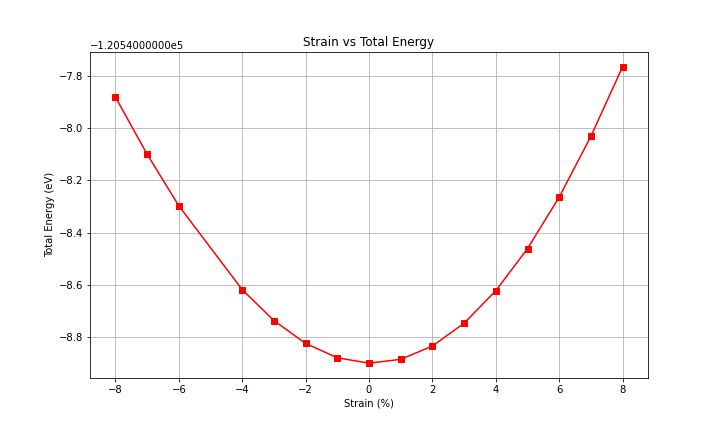 Strain vs Total Energy
−1.2054000000e5
−7.8
−8.0
−8.2
−8.4
−8.6
−8.8
Total Energy (eV)
−8 −6 −4 −2 0 2 4 6 8
Strain (%)